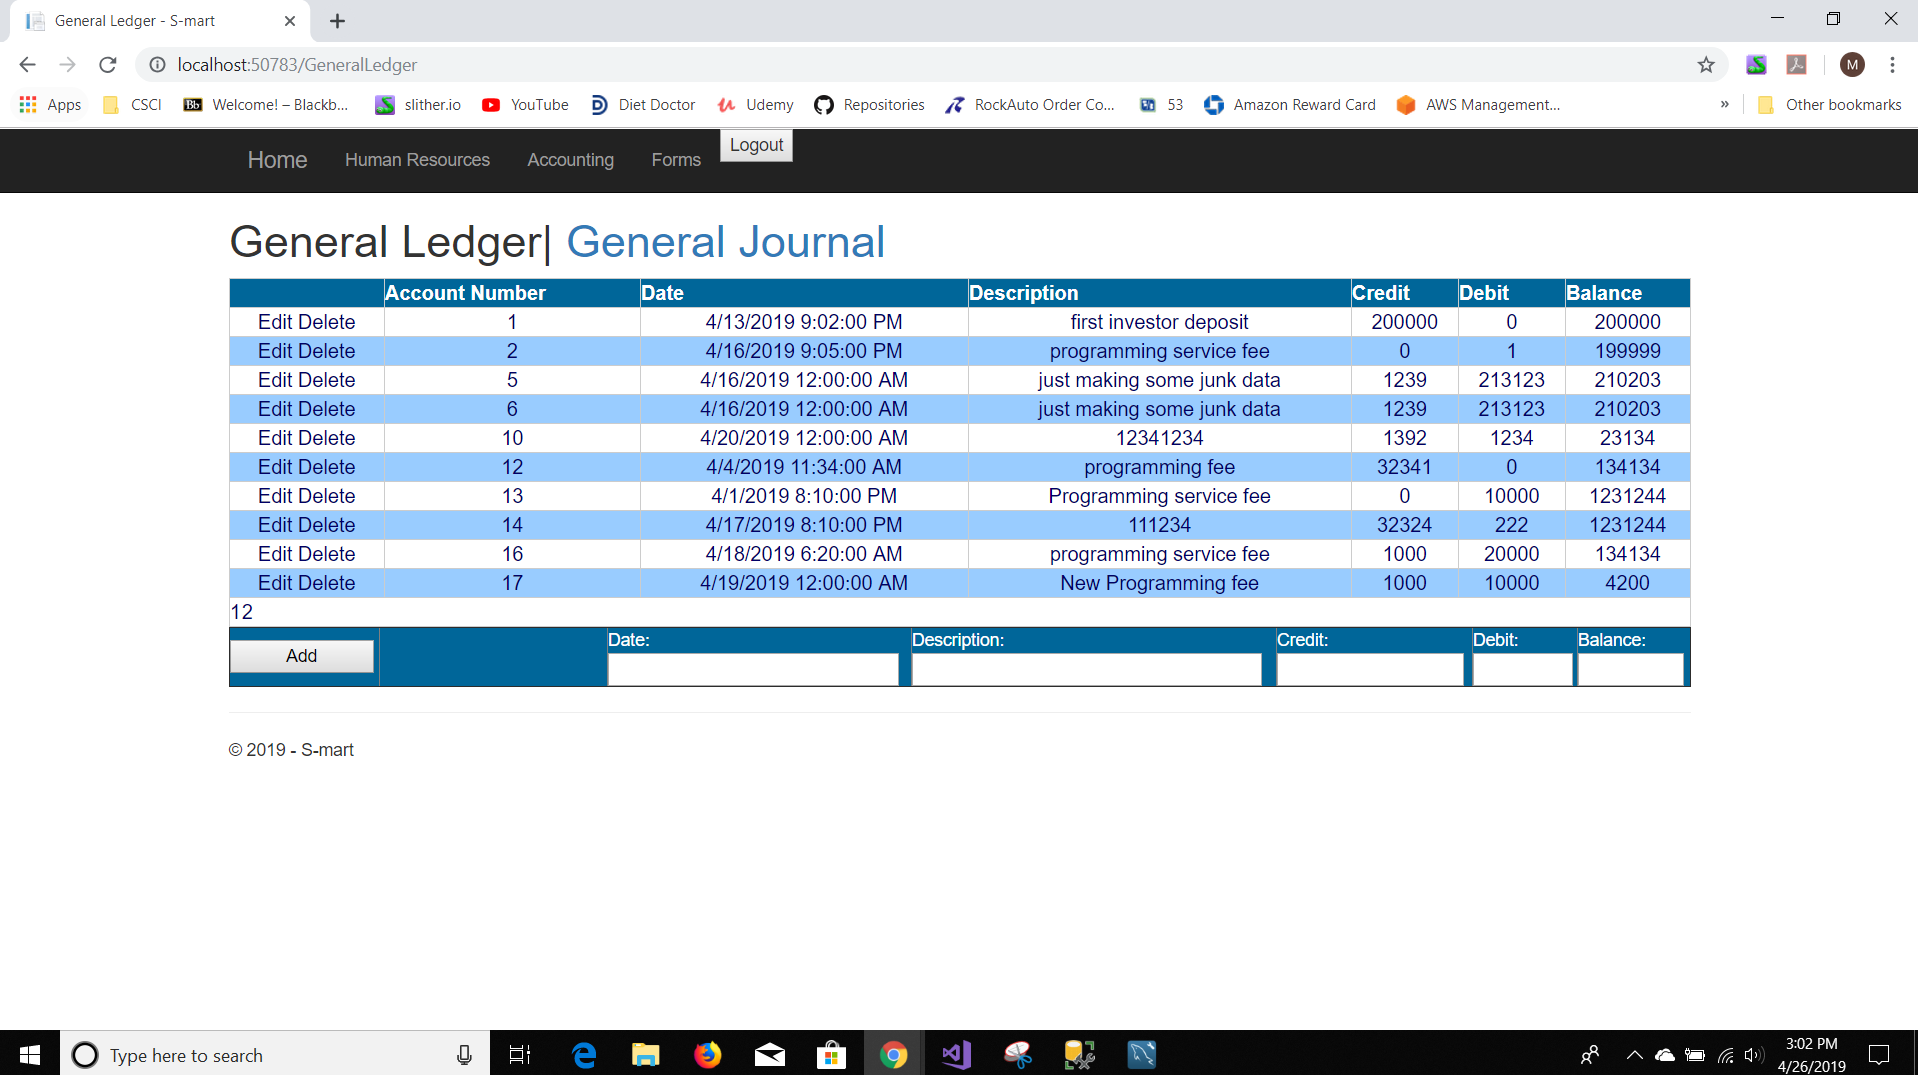 General Ledger - S-mart
localhost:50783/GeneralLedger
M
Apps CSCI Bb Welcome! – Blackb... slither.io YouTube Diet Doctor Udemy Repositories RockAuto Order Co... 53 Amazon Reward Card AWS Management... » Other bookmarks
Home Human Resources Accounting Forms Logout
General Ledger| General Journal
Account Number Date Description Credit Debit Balance
Edit Delete 1 4/13/2019 9:02:00 PM first investor deposit 200000 0 200000
Edit Delete 2 4/16/2019 9:05:00 PM programming service fee 0 1 199999
Edit Delete 5 4/16/2019 12:00:00 AM just making some junk data 1239 213123 210203
Edit Delete 6 4/16/2019 12:00:00 AM just making some junk data 1239 213123 210203
Edit Delete 10 4/20/2019 12:00:00 AM 12341234 1392 1234 23134
Edit Delete 12 4/4/2019 11:34:00 AM programming fee 32341 0 134134
Edit Delete 13 4/1/2019 8:10:00 PM Programming service fee 0 10000 1231244
Edit Delete 14 4/17/2019 8:10:00 PM 111234 32324 222 1231244
Edit Delete 16 4/18/2019 6:20:00 AM programming service fee 1000 20000 134134
Edit Delete 17 4/19/2019 12:00:00 AM New Programming fee 1000 10000 4200
12
Add Date: Description: Credit: Debit: Balance:
© 2019 - S-mart
Type here to search
3:02 PM
4/26/2019